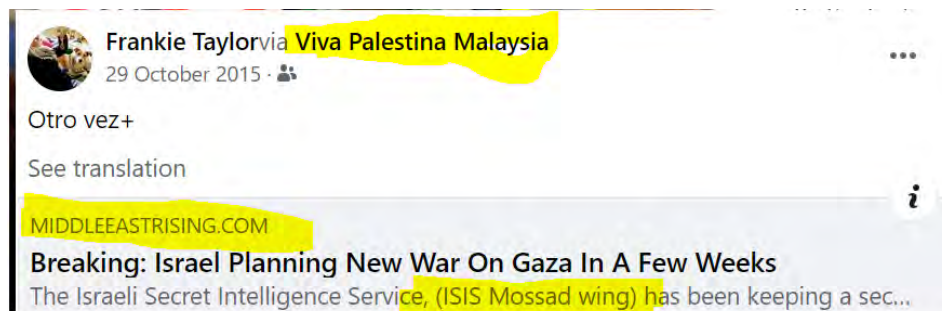 Frankie Taylorvia Viva Palestina Malaysia
29 October 2015 ·
Otro vez+
See translation
MIDDLEEASTRISING.COM
Breaking: Israel Planning New War On Gaza In A Few Weeks
The Israeli Secret Intelligence Service, (ISIS Mossad wing) has been keeping a sec...